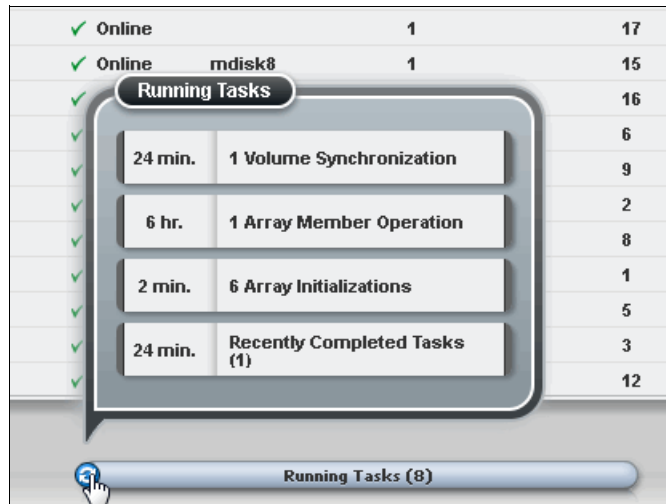 Online 1 17
Online mdisk8 1 15
Running Tasks
16
6
24 min. 1 Volume Synchronization
9
2
6 hr. 1 Array Member Operation
8
2 min. 6 Array Initializations
1
5
24 min. Recently Completed Tasks
(1)
3
12
Running Tasks (8)